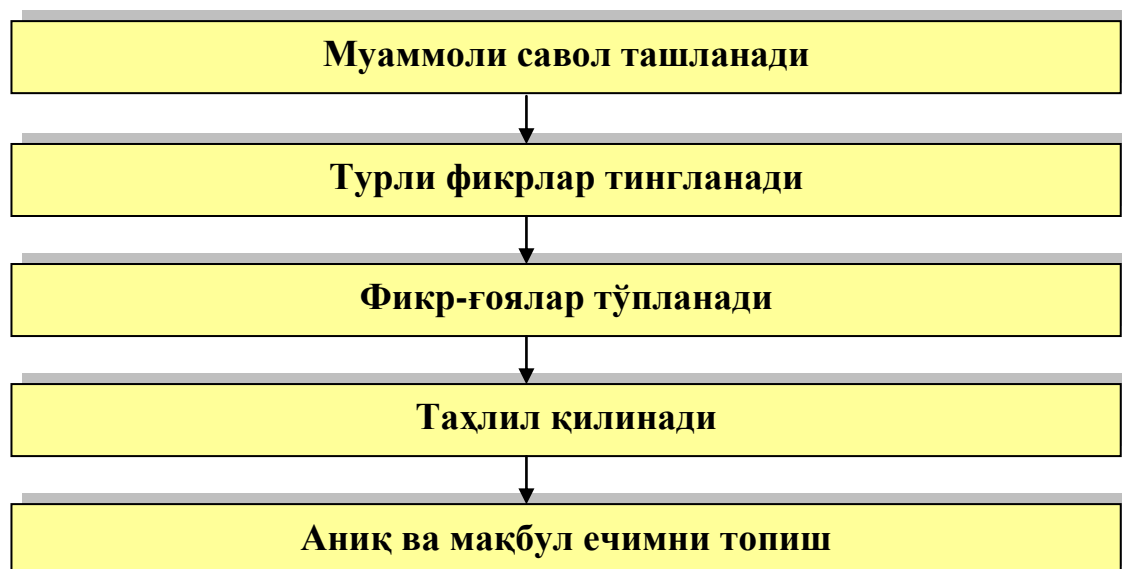 Муаммоли савол ташланади
Турли фикрлар тингланади
Фикр-ғоялар тўпланади
Таҳлил қилинади
Аниқ ва мақбул ечимни топиш